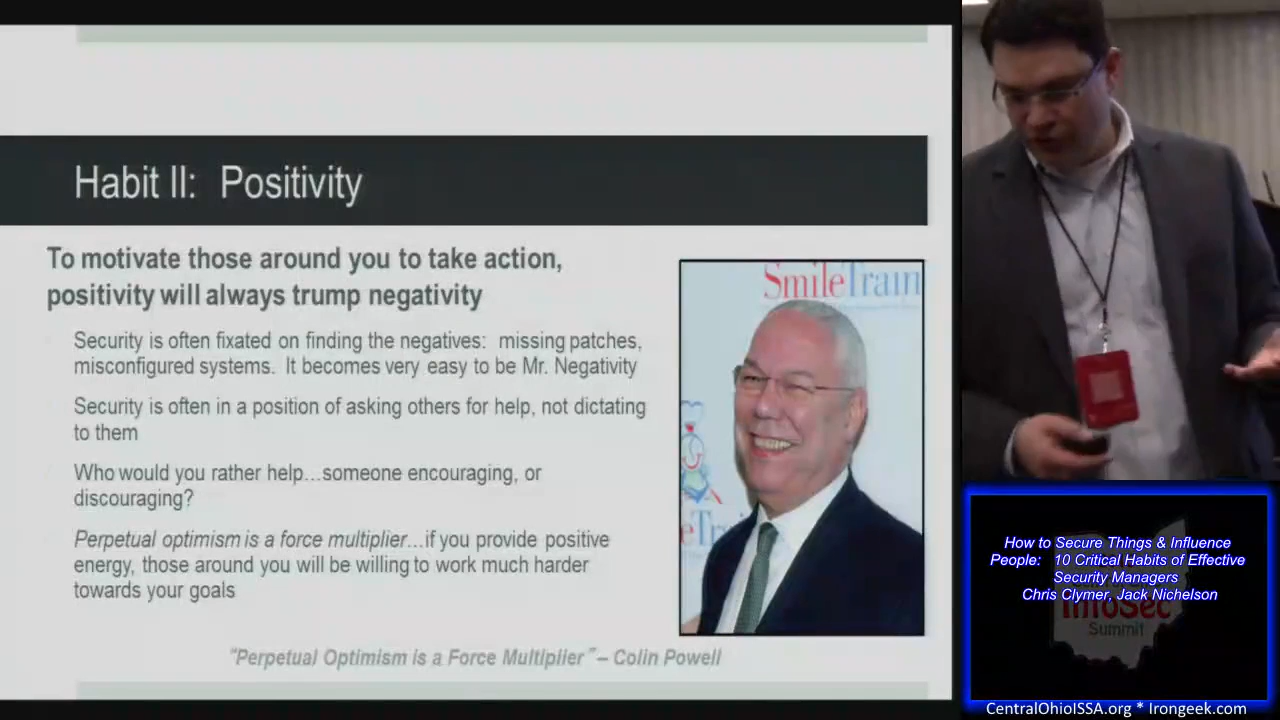 Habit II: Positivity
To motivate those around you to take action,
positivity will always trump negativity
Security is often fixated on finding the negatives: missing patches,
misconfigured systems. It becomes very easy to be Mr. Negativity
Security is often in a position of asking others for help, not dictating
to them
Who would you rather help…someone encouraging, or
discouraging?
Perpetual optimism is a force multiplier…if you provide positive
energy, those around you will be willing to work much harder
towards your goals
"Perpetual Optimism is a Force Multiplier" – Colin Powell
SmileTrain
How to Secure Things & Influence
People: 10 Critical Habits of Effective
Security Managers
Chris Clymer, Jack Nichelson
InfoSec
Summit
CentralOhioISSA.org * Irongeek.com